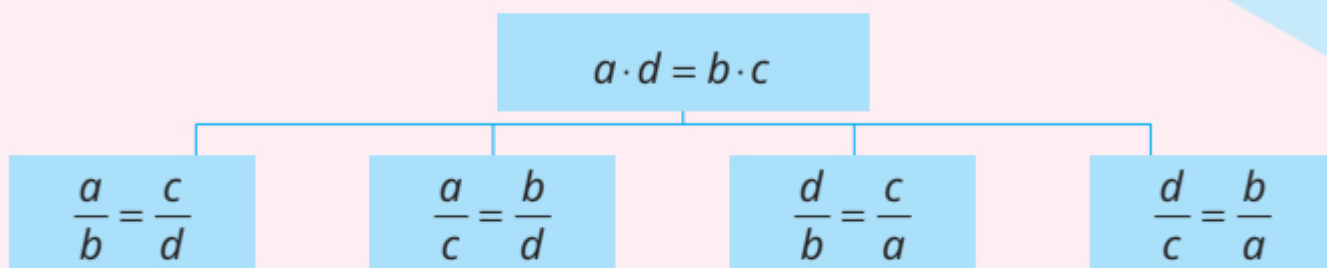 a · d = b · c
a/b = c/d
a/c = b/d
d/b = c/a
d/c = b/a